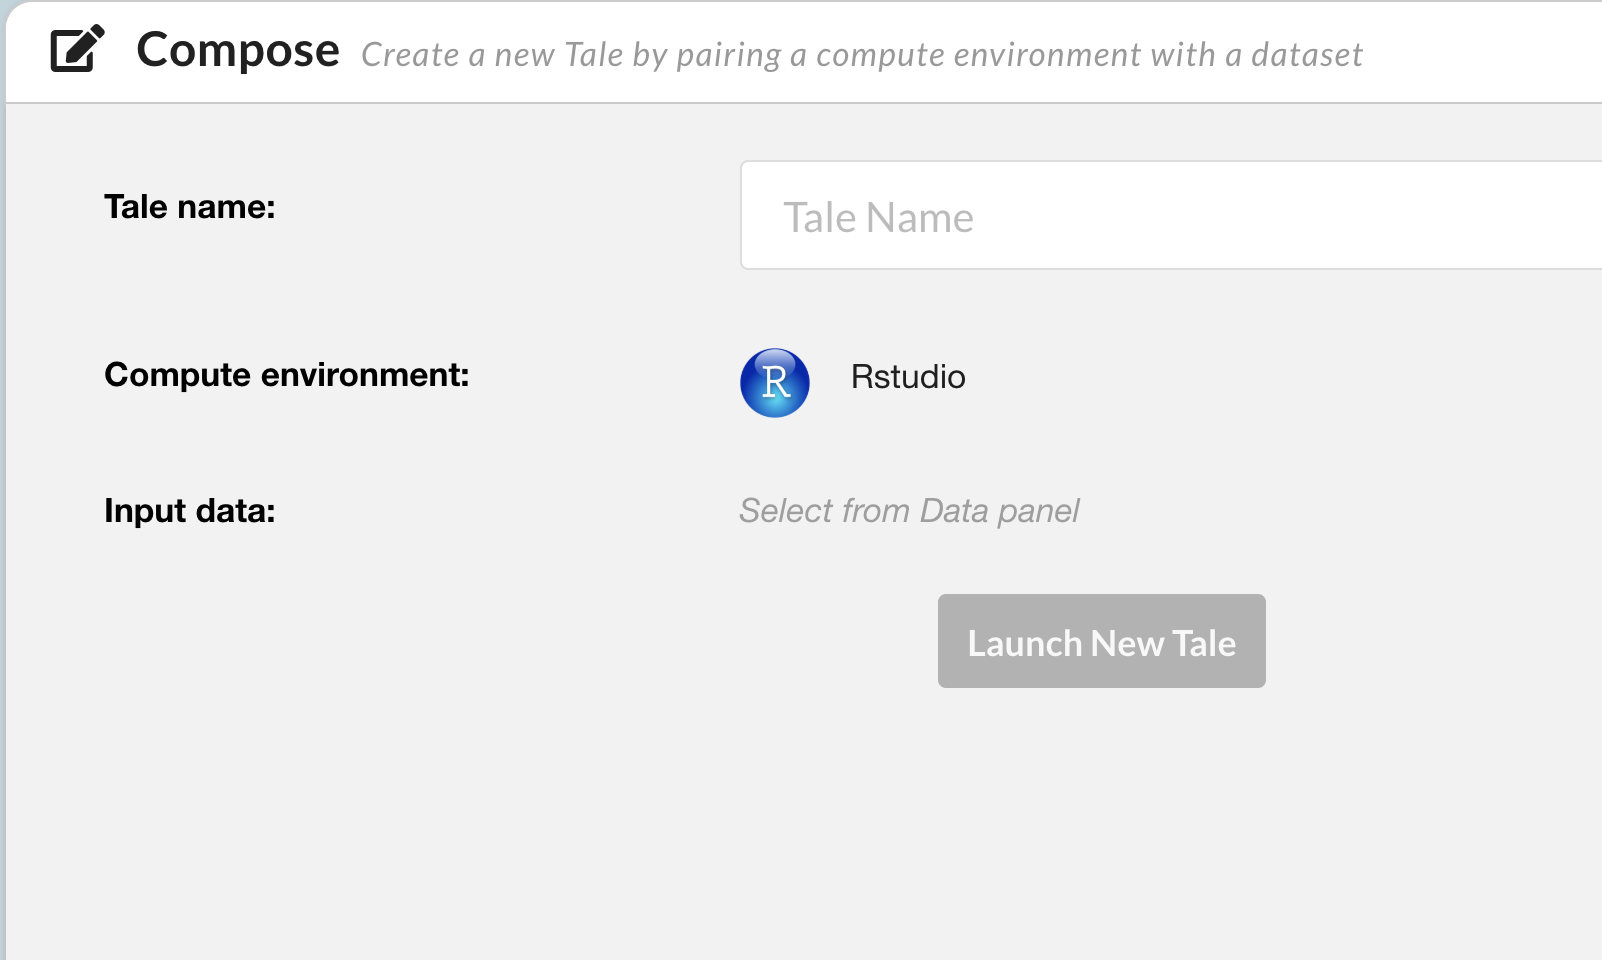 Compose Create a new Tale by pairing a compute environment with a dataset
Tale name: Tale Name
Compute environment: R Rstudio
Input data: Select from Data panel
Launch New Tale